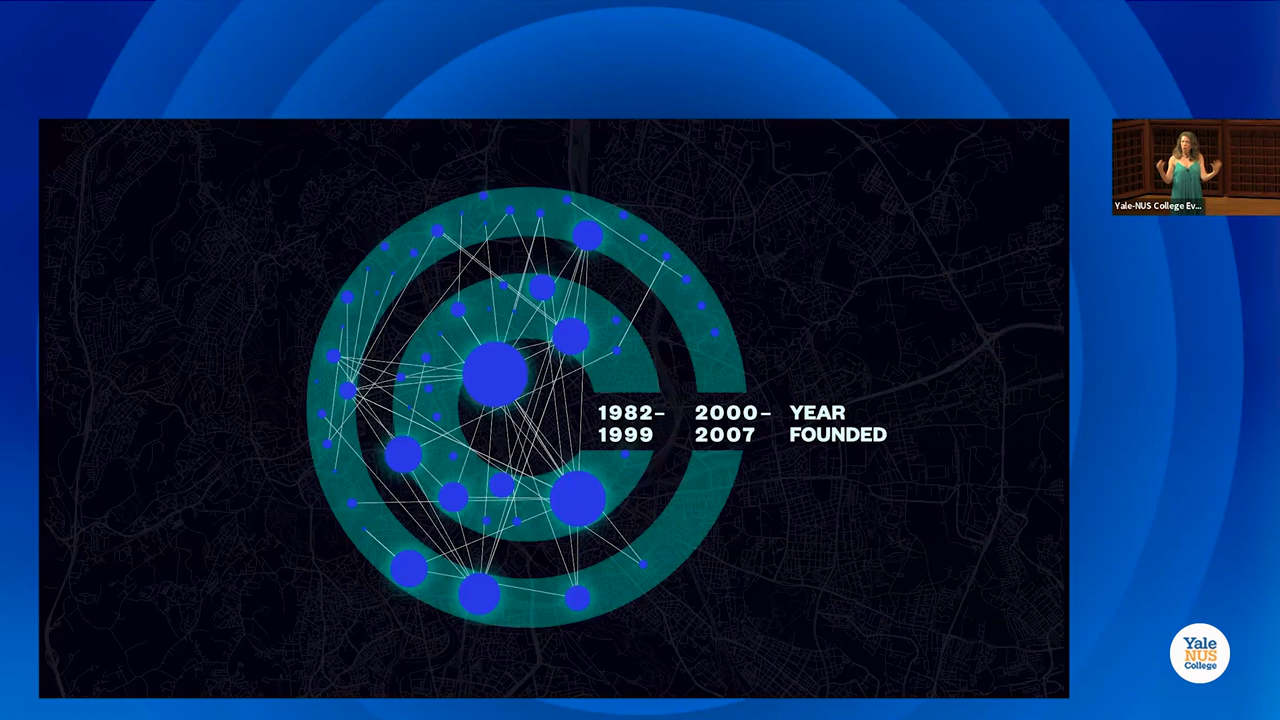 1982–
1999
2000–
2007
YEAR
FOUNDED
Yale-NUS College Ev...
Yale
NUS
College